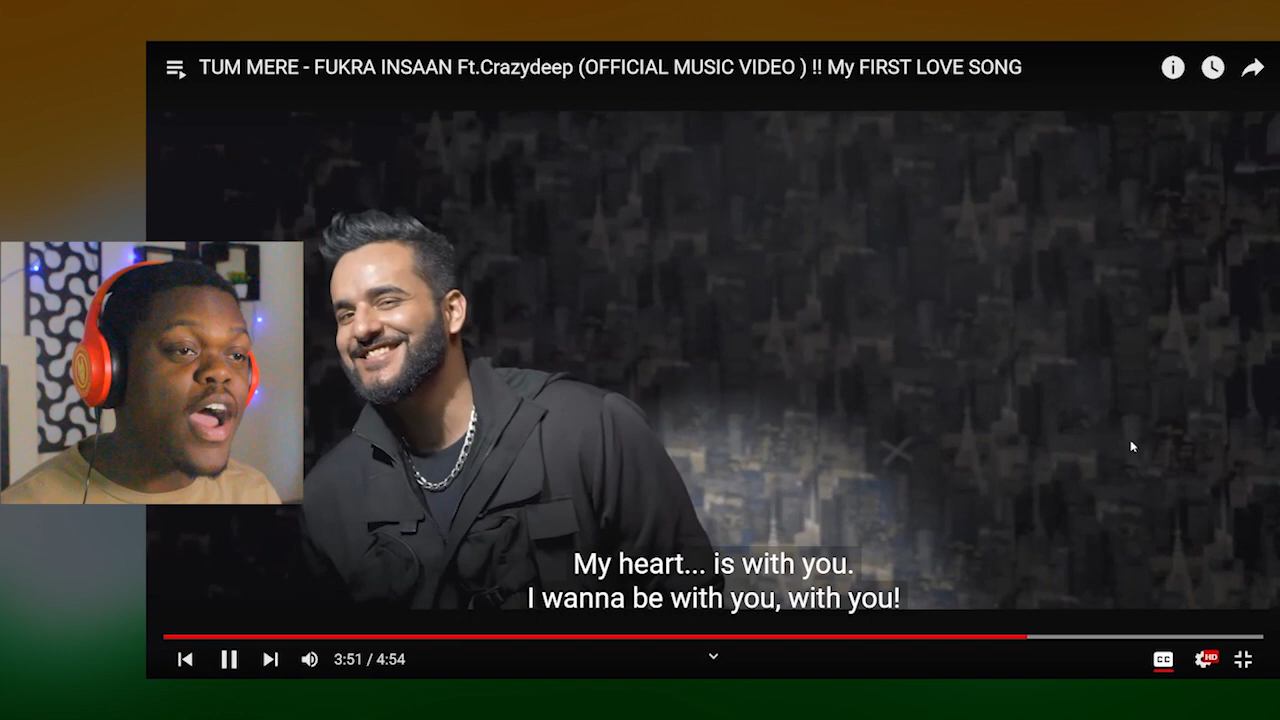 TUM MERE - FUKRA INSAAN Ft.Crazydeep (OFFICIAL MUSIC VIDEO ) !! My FIRST LOVE SONG
My heart... is with you.
I wanna be with you, with you!
3:51 / 4:54
CC
HD